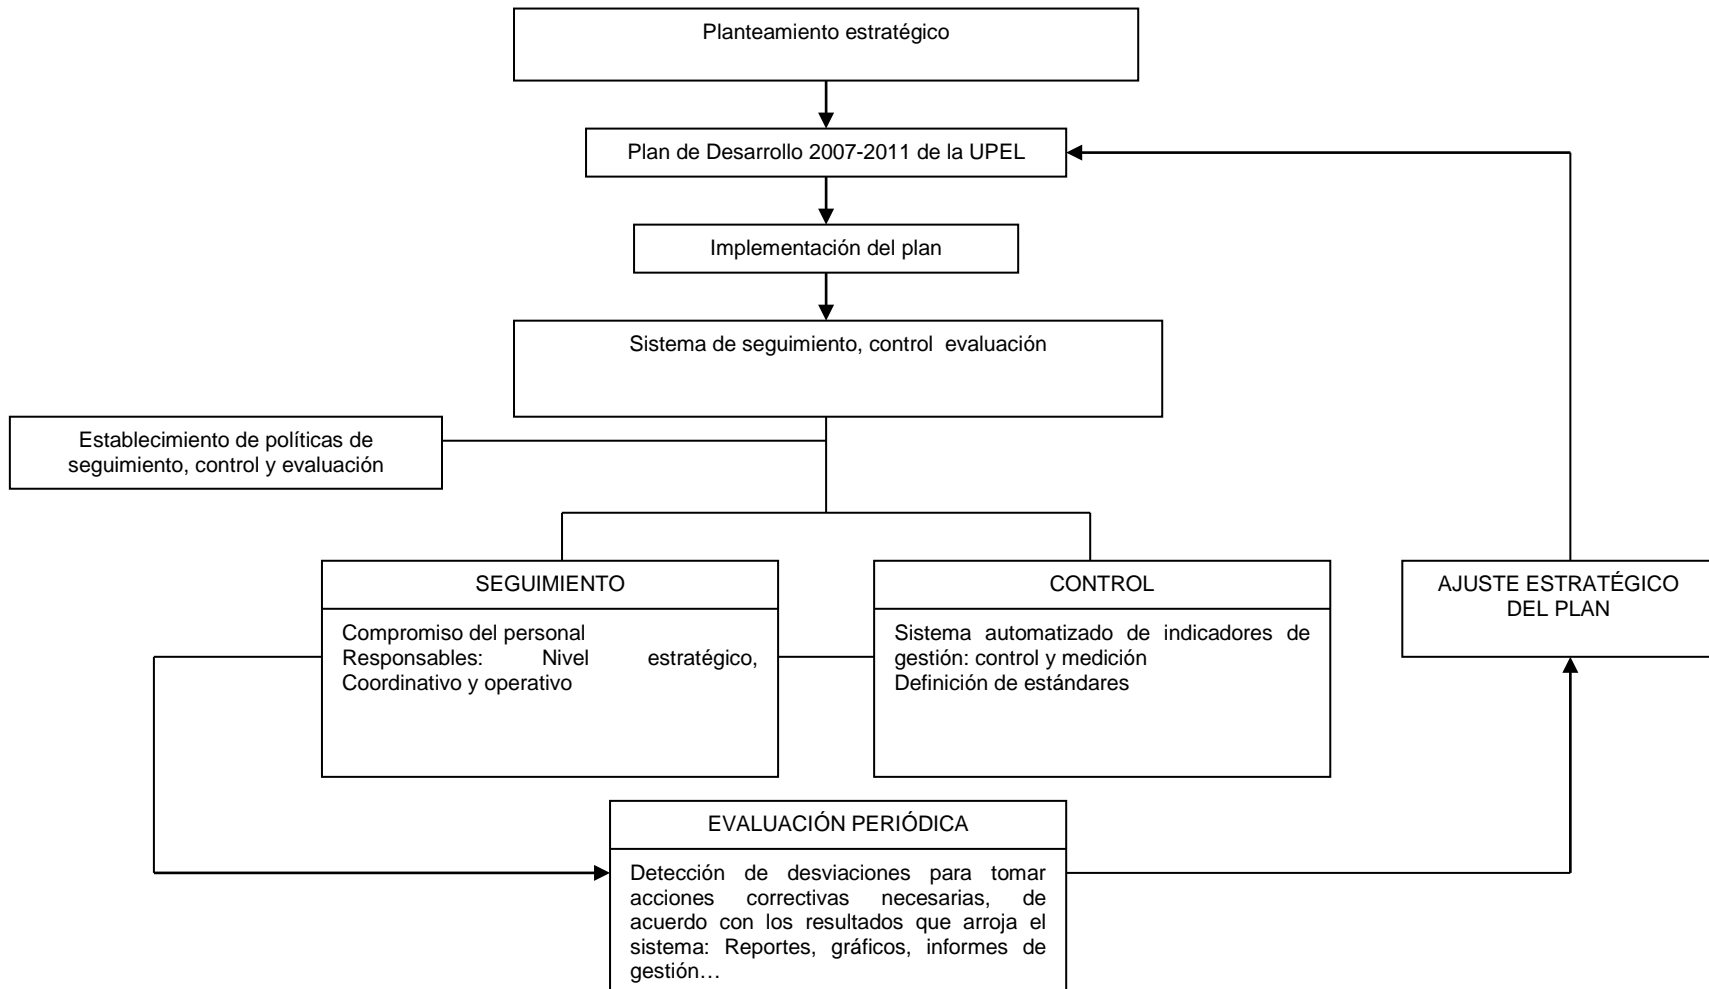 Planteamiento estratégico
Plan de Desarrollo 2007-2011 de la UPEL
Implementación del plan
Sistema de seguimiento, control  evaluación
Establecimiento de políticas de
seguimiento, control y evaluación
SEGUIMIENTO
Compromiso del personal
Responsables: Nivel estratégico,
Coordinativo y operativo
CONTROL
Sistema automatizado de indicadores de
gestión: control y medición
Definición de estándares
AJUSTE ESTRATÉGICO
DEL PLAN
EVALUACIÓN PERIÓDICA
Detección de desviaciones para tomar
acciones correctivas necesarias, de
acuerdo con los resultados que arroja el
sistema: Reportes, gráficos, informes de
gestión…